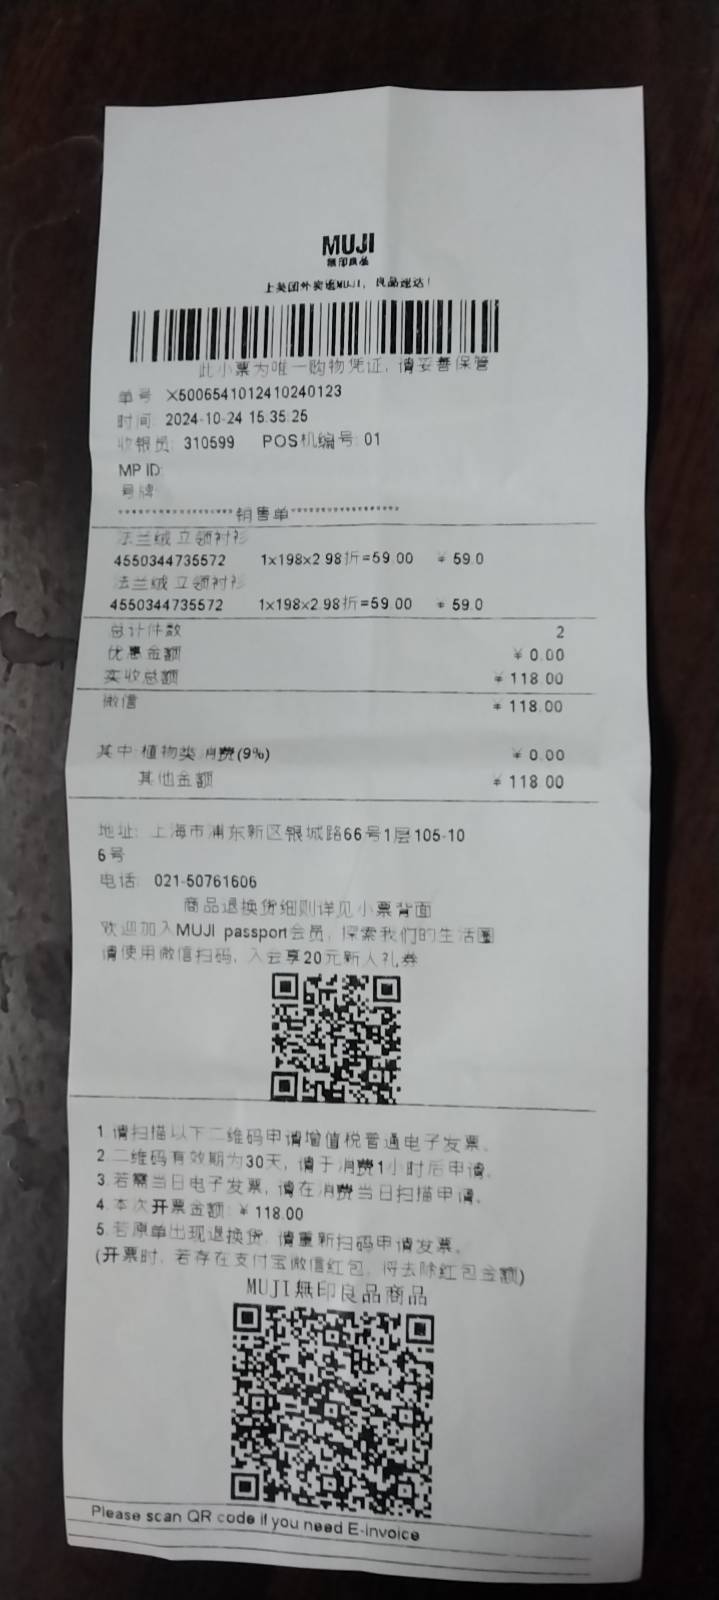 MUJI
無印良品
上美团外卖逛MUJI，良品速达！
此小票为唯一购物凭证，请妥善保管
单号 X5006541012410240123
时间: 2024-10-24 15:35:25
收银员: 310599 POS机编号: 01
MP ID:
号牌:
********************销售单********************
法兰绒 立领衬衫
4550344735572 1x198x2.98折=59.00 ¥ 59.0
法兰绒 立领衬衫
4550344735572 1x198x2.98折=59.00 ¥ 59.0
总计件数 2
优惠金额 ¥ 0.00
实收总额 ¥ 118.00
微信 ¥ 118.00
其中:植物类消费(9%) ¥ 0.00
其他金额 ¥ 118.00
地址: 上海市浦东新区银城路66号1层105-10
6号
电话: 021-50761606
商品退换货细则详见小票背面
欢迎加入MUJI passport会员，探索我们的生活圈
请使用微信扫码，入会享20元新人礼券
1.请扫描以下二维码申请增值税普通电子发票。
2.二维码有效期为30天，请于消费1小时后申请。
3.若需当日电子发票，请在消费当日扫描申请。
4.本次开票金额: ¥ 118.00
5.若原单出现退换货，请重新扫码申请发票。
(开票时，若存在支付宝微信红包，将去除红包金额)
MUJI無印良品商品
Please scan QR code if you need E-invoice